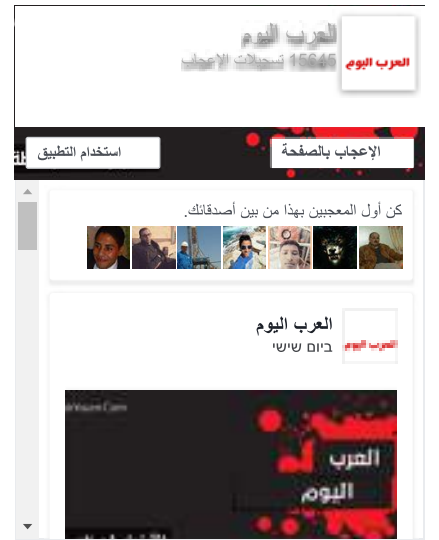 العرب اليوم
15645 تسجيلات الإعجاب
العرب اليوم
الإعجاب بالصفحة
استخدام التطبيق
كن أول المعجبين بهذا من بين أصدقائك.
العرب اليوم
ביום שישי
العرب اليوم
العرب
اليوم